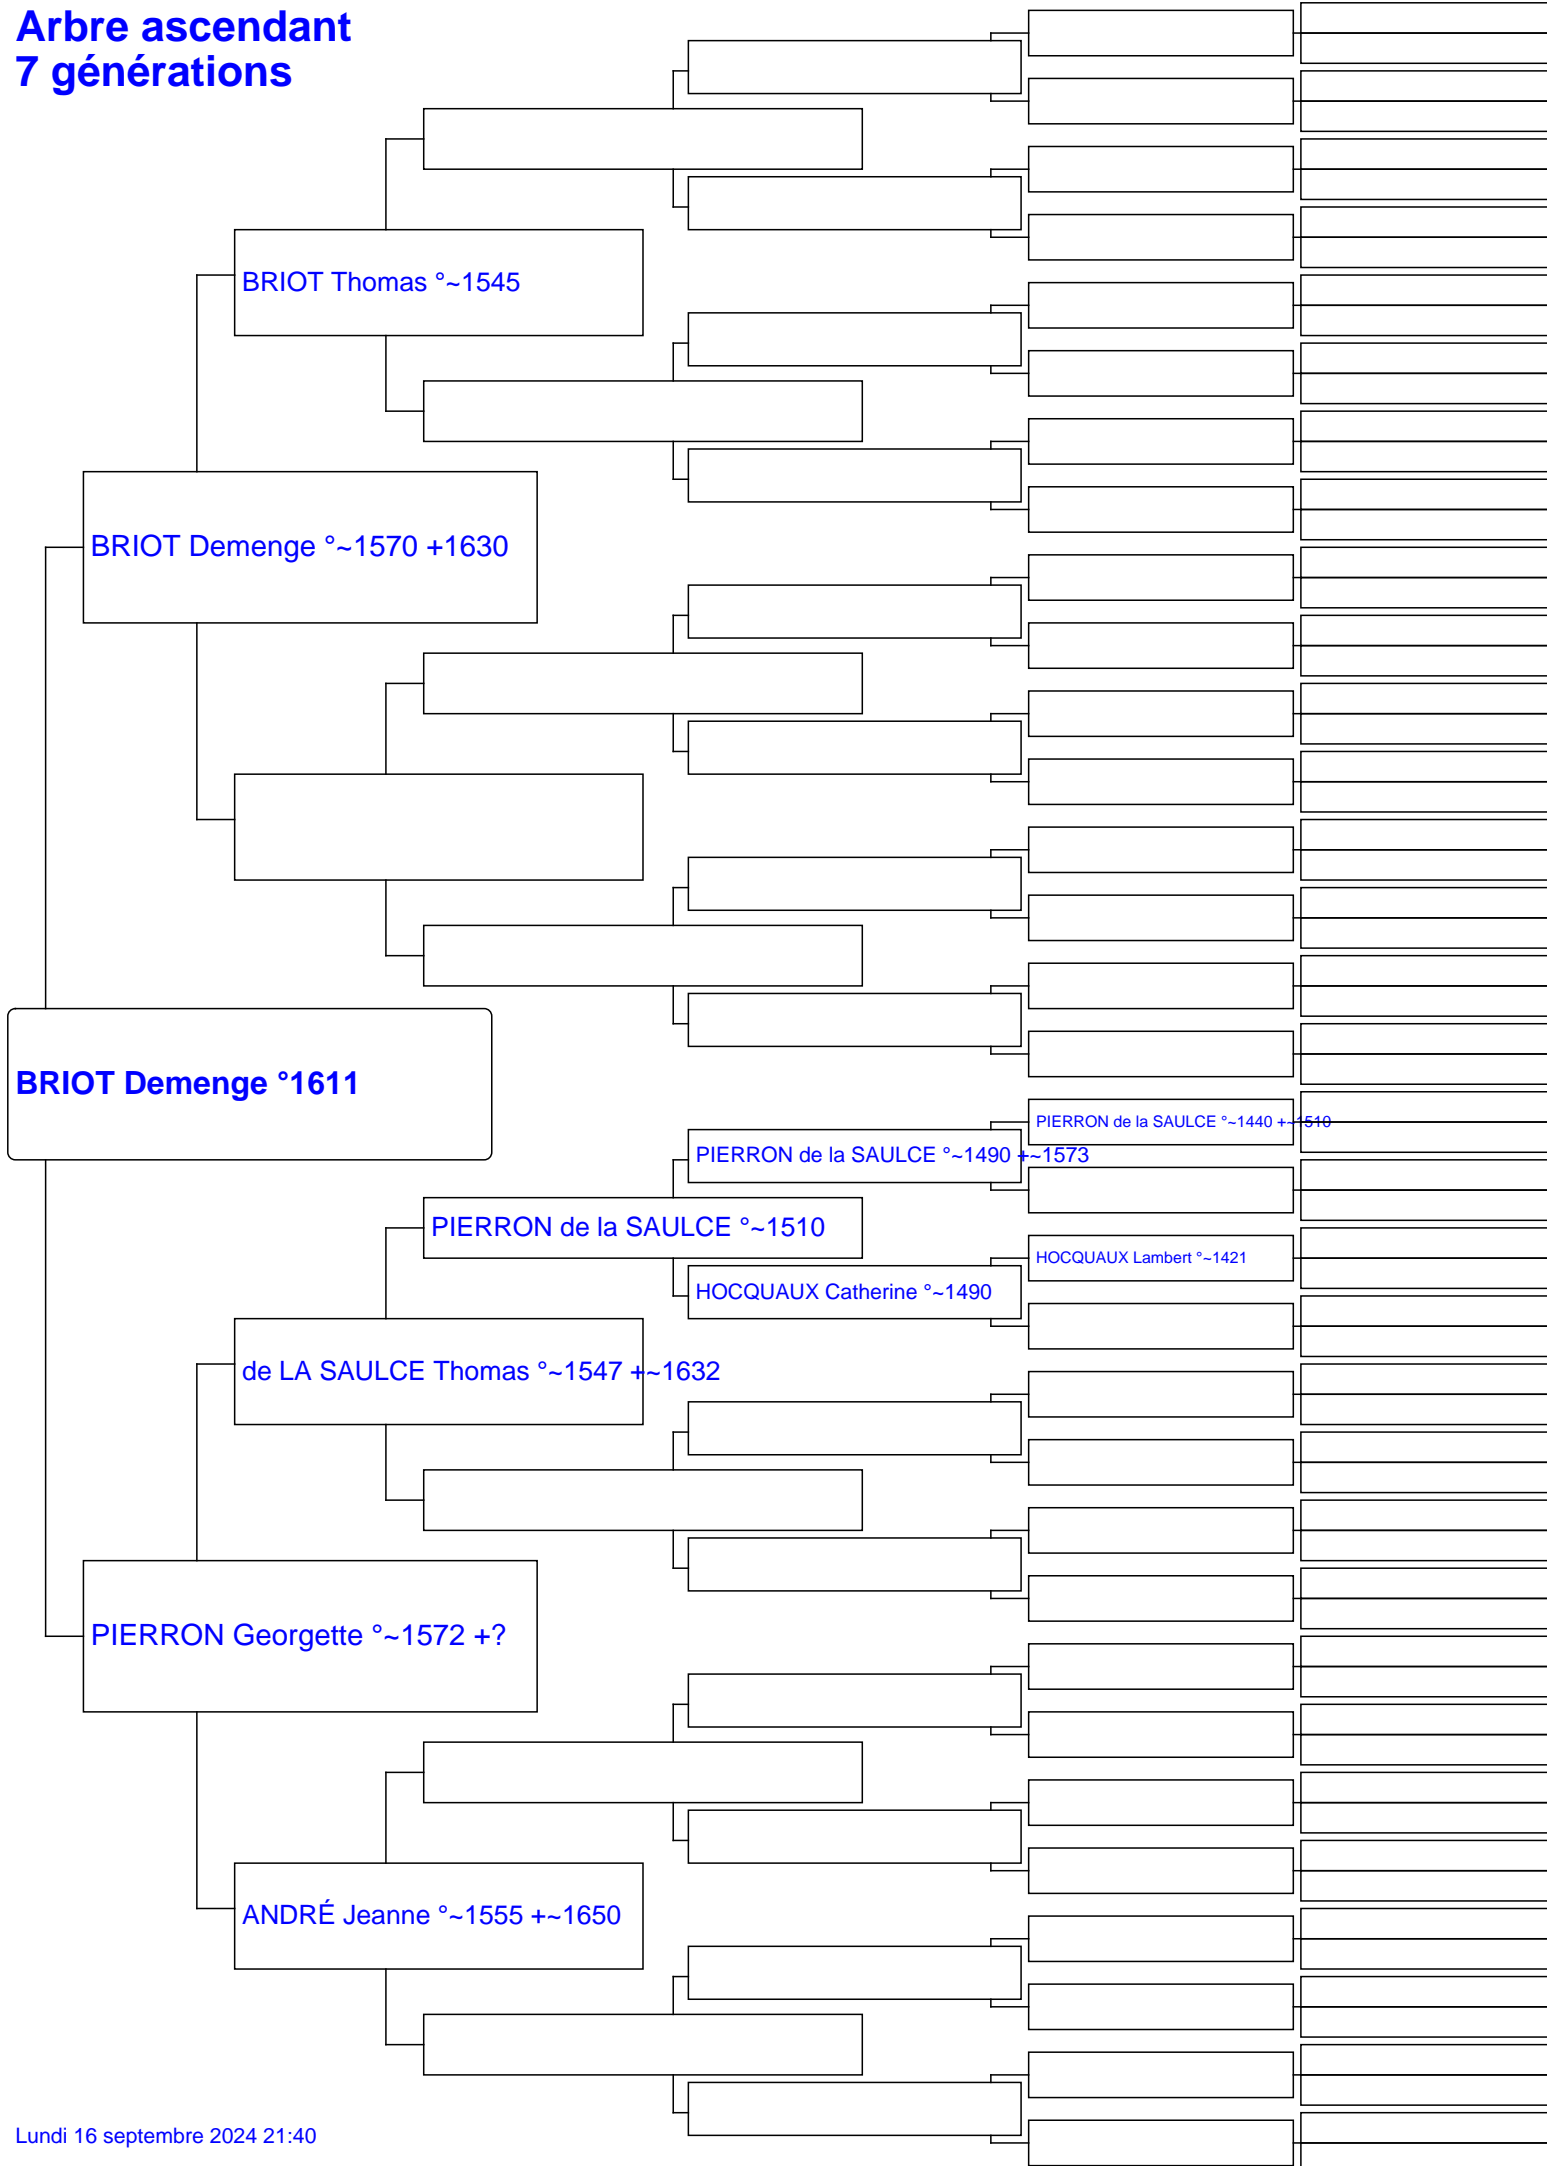 Arbre ascendant
7 générations
BRIOT Thomas °~1545
BRIOT Demenge °~1570 +1630
BRIOT Demenge °1611
PIERRON de la SAULCE °~1440 +~1510
PIERRON de la SAULCE °~1490 +~1573
PIERRON de la SAULCE °~1510
HOCQUAUX Lambert °~1421
HOCQUAUX Catherine °~1490
de LA SAULCE Thomas °~1547 +~1632
PIERRON Georgette °~1572 +?
ANDRÉ Jeanne °~1555 +~1650
Lundi 16 septembre 2024 21:40